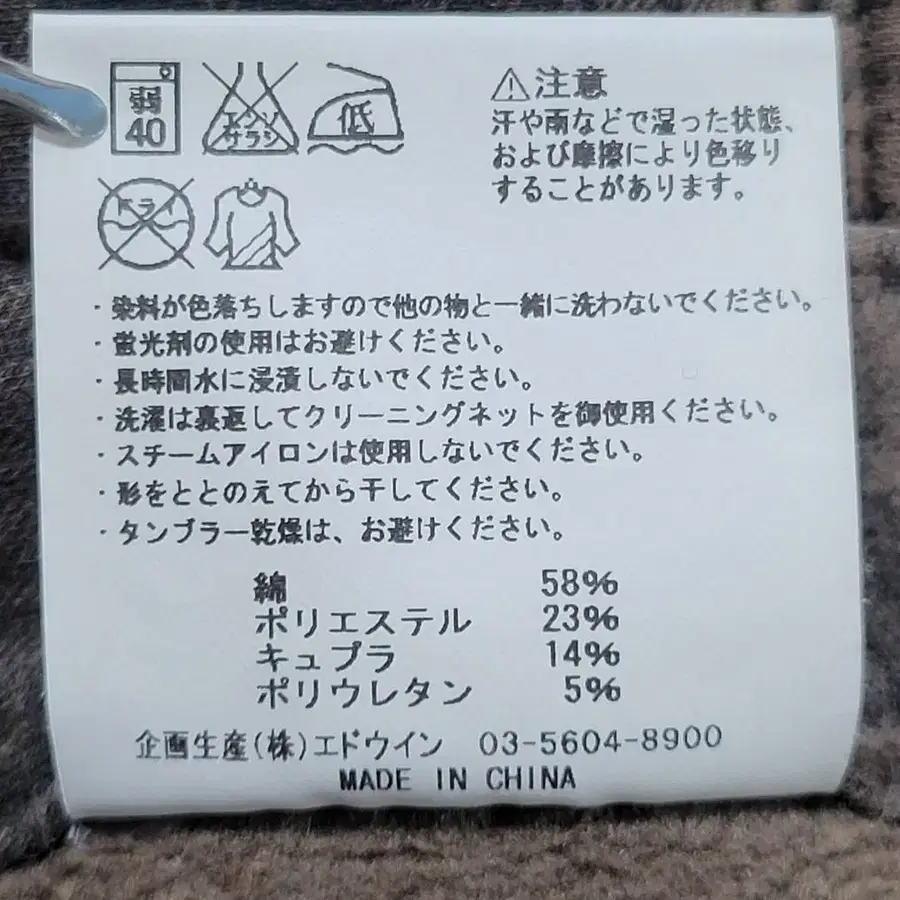 弱
40
エンソ
サラシ
低
⚠注意
汗や雨などで湿った状態、
および摩擦により色移り
することがあります。
ドライ
・染料が色落ちしますので他の物と一緒に洗わないでください。
・蛍光剤の使用はお避けください。
・長時間水に浸漬しないでください。
・洗濯は裏返してクリーニングネットを御使用ください。
・スチームアイロンは使用しないでください。
・形をととのえてから干してください。
・タンブラー乾燥は、お避けください。
綿 58%
ポリエステル 23%
キュプラ 14%
ポリウレタン 5%
企画生産(株)エドウイン 03-5604-8900
MADE IN CHINA